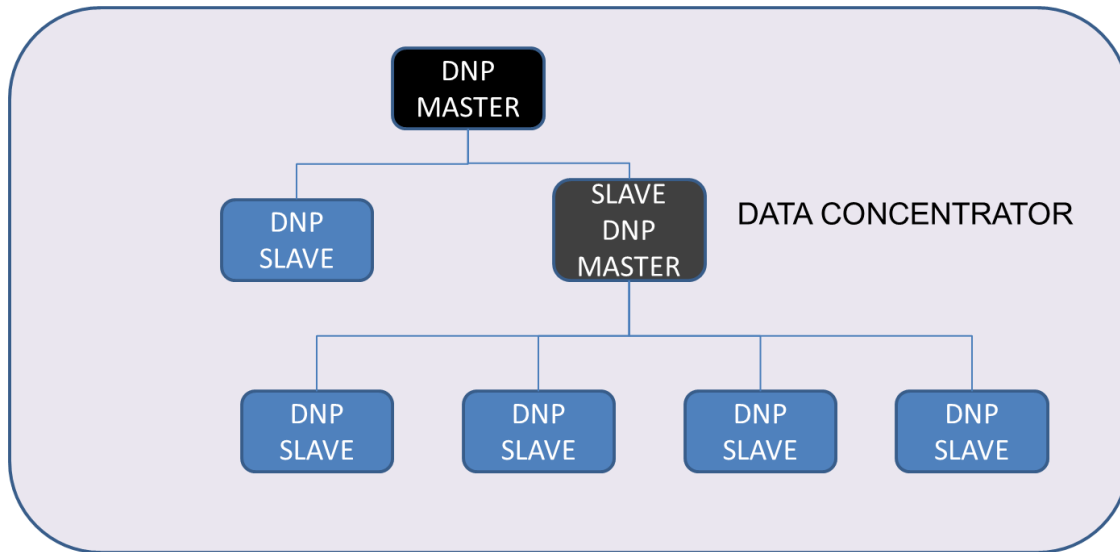 DNP
MASTER
DNP
SLAVE
SLAVE
DNP
MASTER
DATA CONCENTRATOR
DNP
SLAVE
DNP
SLAVE
DNP
SLAVE
DNP
SLAVE